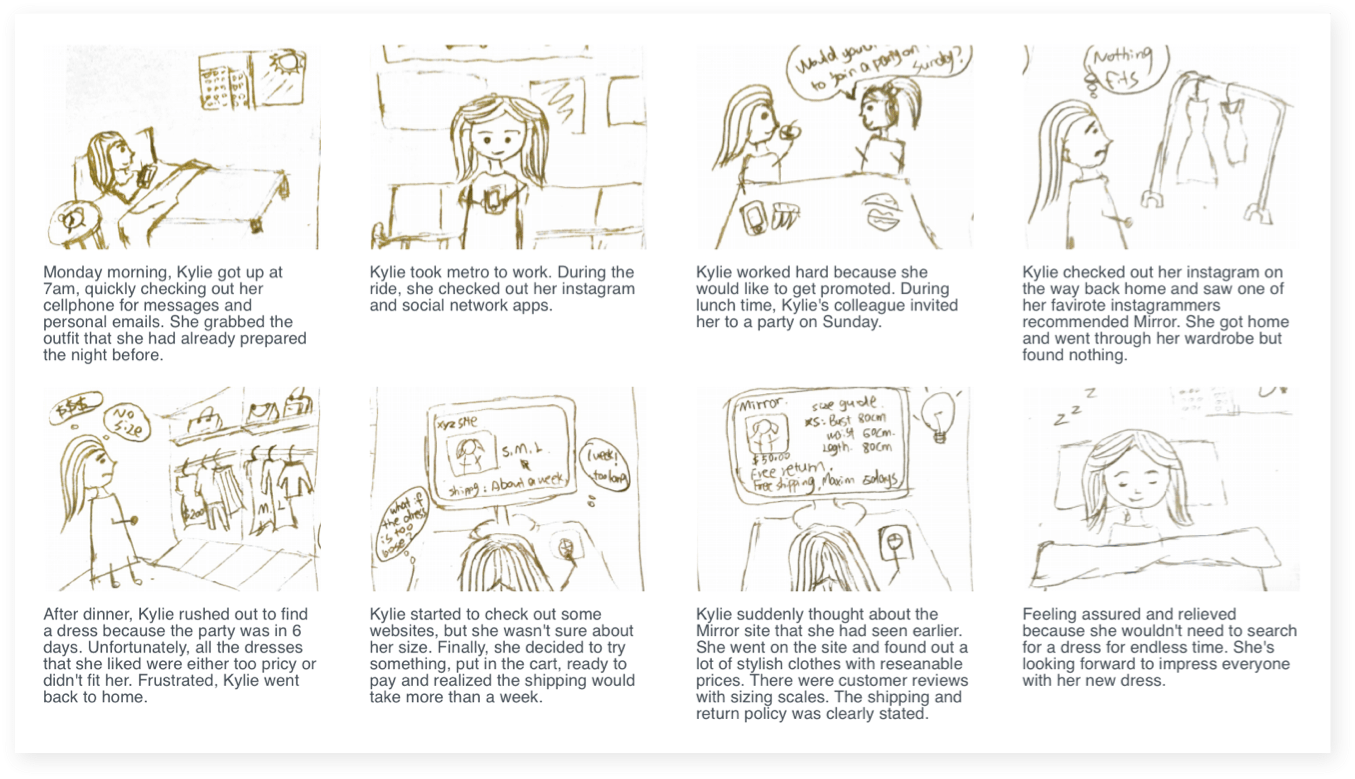 Would you
to join a party on
Sunday?
Nothing
fits
Monday morning, Kylie got up at
7am, quickly checking out her
cellphone for messages and
personal emails. She grabbed the
outfit that she had already prepared
the night before.
Kylie took metro to work. During the
ride, she checked out her instagram
and social network apps.
Kylie worked hard because she
would like to get promoted. During
lunch time, Kylie's colleague invited
her to a party on Sunday.
Kylie checked out her instagram on
the way back home and saw one of
her favirote instagrammers
recommended Mirror. She got home
and went through her wardrobe but
found nothing.
$$$
No
size
$200
M L
xyz site
S. M. L.
shippg : About a week
1 week!
too long
what if
the dress
is too
loose?
Mirror.
size guide.
xs: Bust 80cm
60cm.
80cm
$50.00
Free return.
Free shipping,
z z z
After dinner, Kylie rushed out to find
a dress because the party was in 6
days. Unfortunately, all the dresses
that she liked were either too pricy or
didn't fit her. Frustrated, Kylie went
back to home.
Kylie started to check out some
websites, but she wasn't sure about
her size. Finally, she decided to try
something, put in the cart, ready to
pay and realized the shipping would
take more than a week.
Kylie suddenly thought about the
Mirror site that she had seen earlier.
She went on the site and found out a
lot of stylish clothes with reseanable
prices. There were customer reviews
with sizing scales. The shipping and
return policy was clearly stated.
Feeling assured and relieved
because she wouldn't need to search
for a dress for endless time. She's
looking forward to impress everyone
with her new dress.